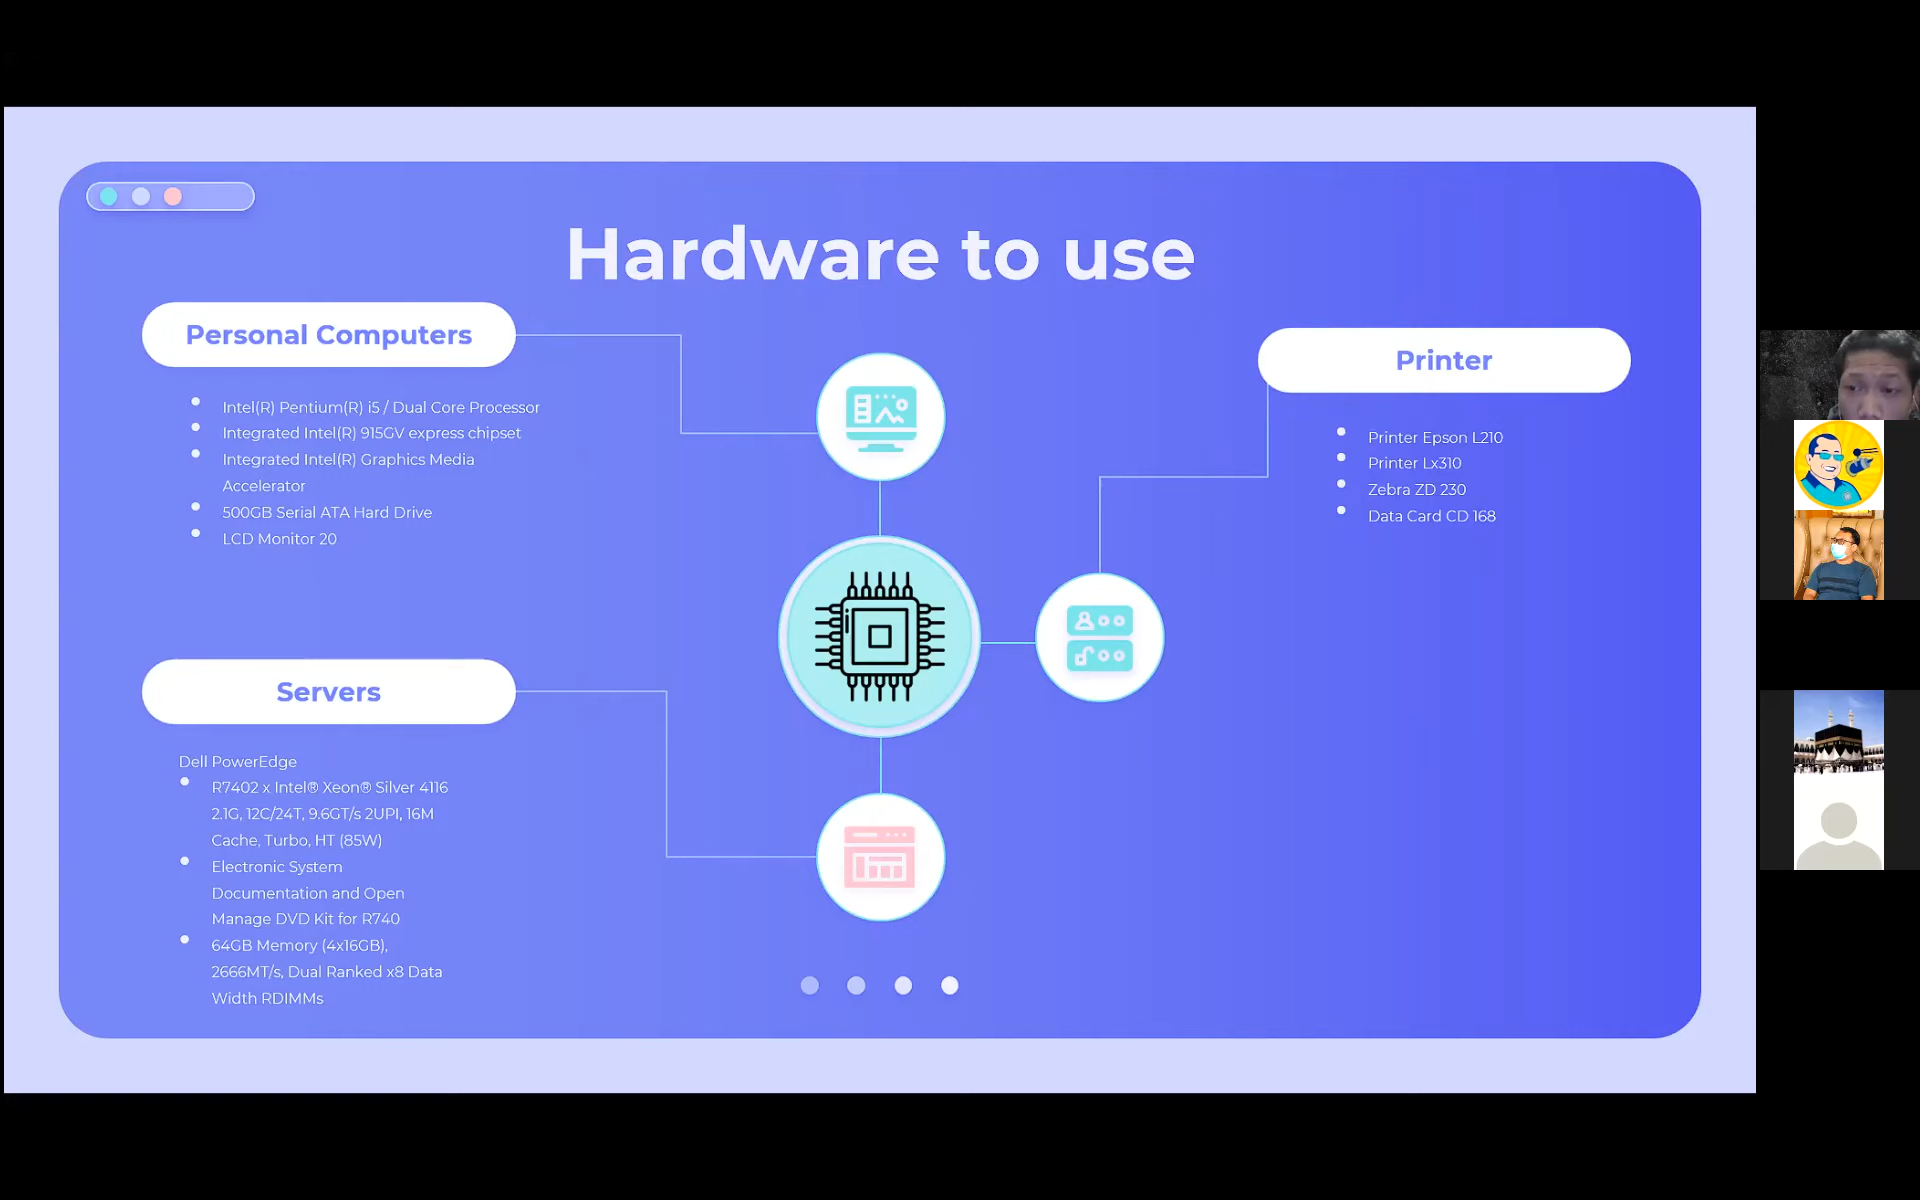 Hardware to use
Personal Computers
Intel(R) Pentium(R) i5 / Dual Core Processor
Integrated Intel(R) 915GV express chipset
Integrated Intel(R) Graphics Media
Accelerator
500GB Serial ATA Hard Drive
LCD Monitor 20
Servers
Dell PowerEdge
R7402 x Intel® Xeon® Silver 4116
2.1G, 12C/24T, 9.6GT/s 2UPI, 16M
Cache, Turbo, HT (85W)
Electronic System
Documentation and Open
Manage DVD Kit for R740
64GB Memory (4x16GB),
2666MT/s, Dual Ranked x8 Data
Width RDIMMs
Printer
Printer Epson L210
Printer Lx310
Zebra ZD 230
Data Card CD 168